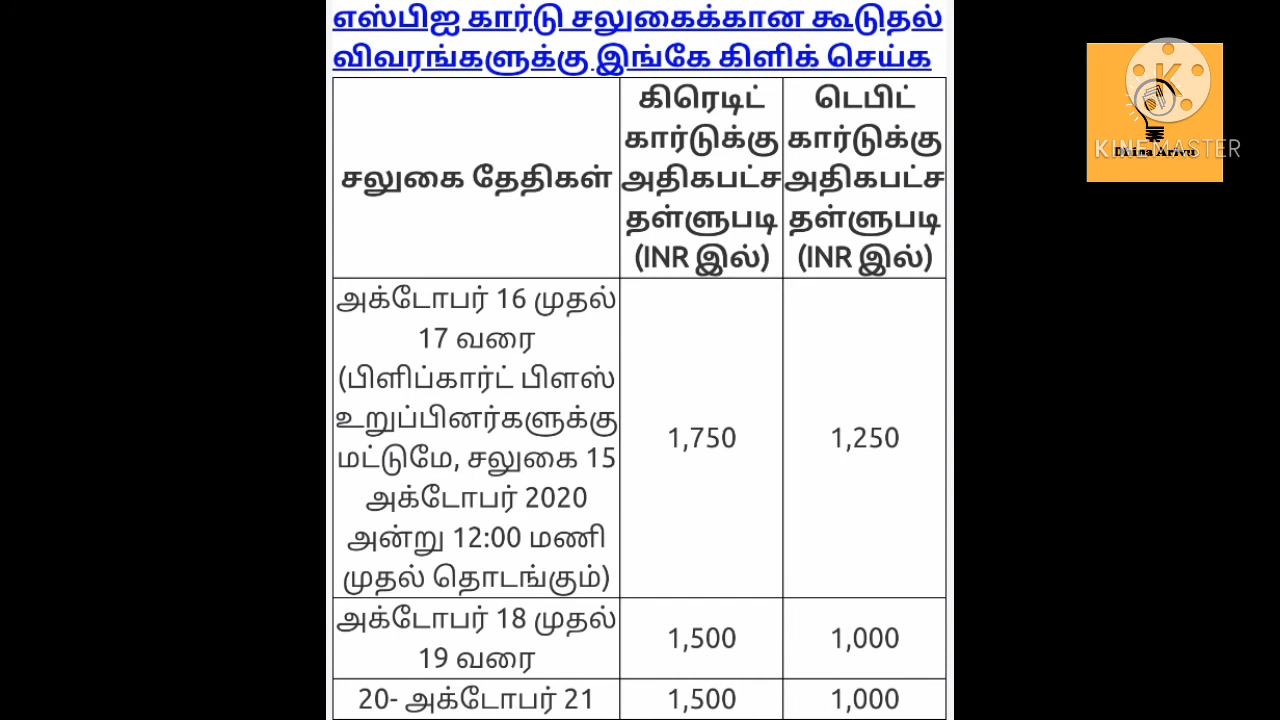 எஸ்பிஐ கார்டு சலுகைக்கான கூடுதல்
விவரங்களுக்கு இங்கே கிளிக் செய்க
சலுகை தேதிகள்
கிரெடிட்
கார்டுக்கு
அதிகபட்ச
தள்ளுபடி
(INR இல்)
டெபிட்
கார்டுக்கு
அதிகபட்ச
தள்ளுபடி
(INR இல்)
அக்டோபர் 16 முதல்
17 வரை
(பிளிப்கார்ட் பிளஸ்
உறுப்பினர்களுக்கு
மட்டுமே, சலுகை 15
அக்டோபர் 2020
அன்று 12:00 மணி
முதல் தொடங்கும்)
1,750
1,250
அக்டோபர் 18 முதல்
19 வரை
1,500
1,000
20- அக்டோபர் 21
1,500
1,000
K
KINEMASTER
Dhina Arivu